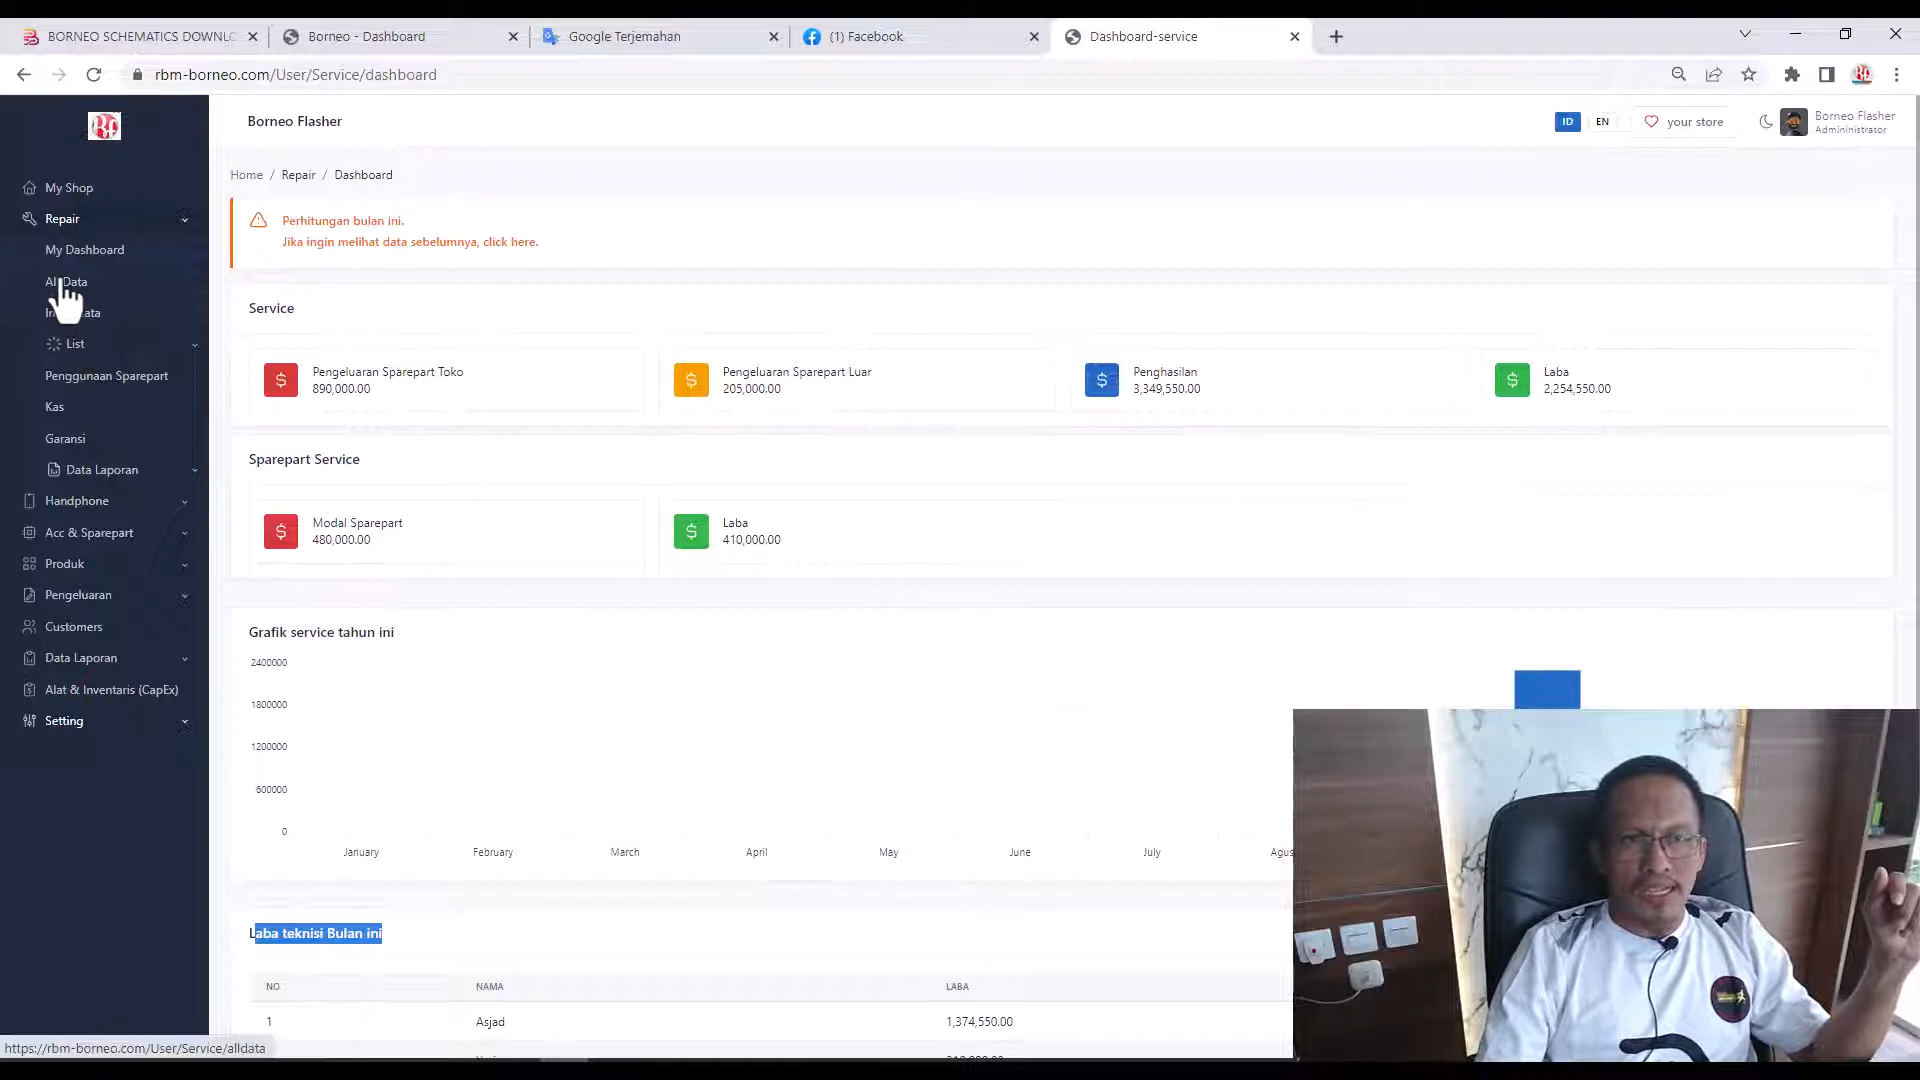 BORNEO SCHEMATICS DOWNLO
Borneo - Dashboard
Google Terjemahan
(1) Facebook
Dashboard-service
rbm-borneo.com/User/Service/dashboard
Borneo Flasher
ID
EN
your store
Borneo Flasher
Admininistrator
My Shop
Repair
My Dashboard
All Data
List
Penggunaan Sparepart
Kas
Garansi
Data Laporan
Handphone
Acc & Sparepart
Produk
Pengeluaran
Customers
Data Laporan
Alat & Inventaris (CapEx)
Setting
Home / Repair / Dashboard
Perhitungan bulan ini.
Jika ingin melihat data sebelumnya, click here.
Service
Pengeluaran Sparepart Toko
890,000.00
Pengeluaran Sparepart Luar
205,000.00
Penghasilan
3,349,550.00
Laba
2,254,550.00
Sparepart Service
Modal Sparepart
480,000.00
Laba
410,000.00
Grafik service tahun ini
2400000
1800000
1200000
600000
0
January February March April May June July Agus
Laba teknisi Bulan ini
NO NAMA LABA
1 Asjad 1,374,550.00
https://rbm-borneo.com/User/Service/alldata